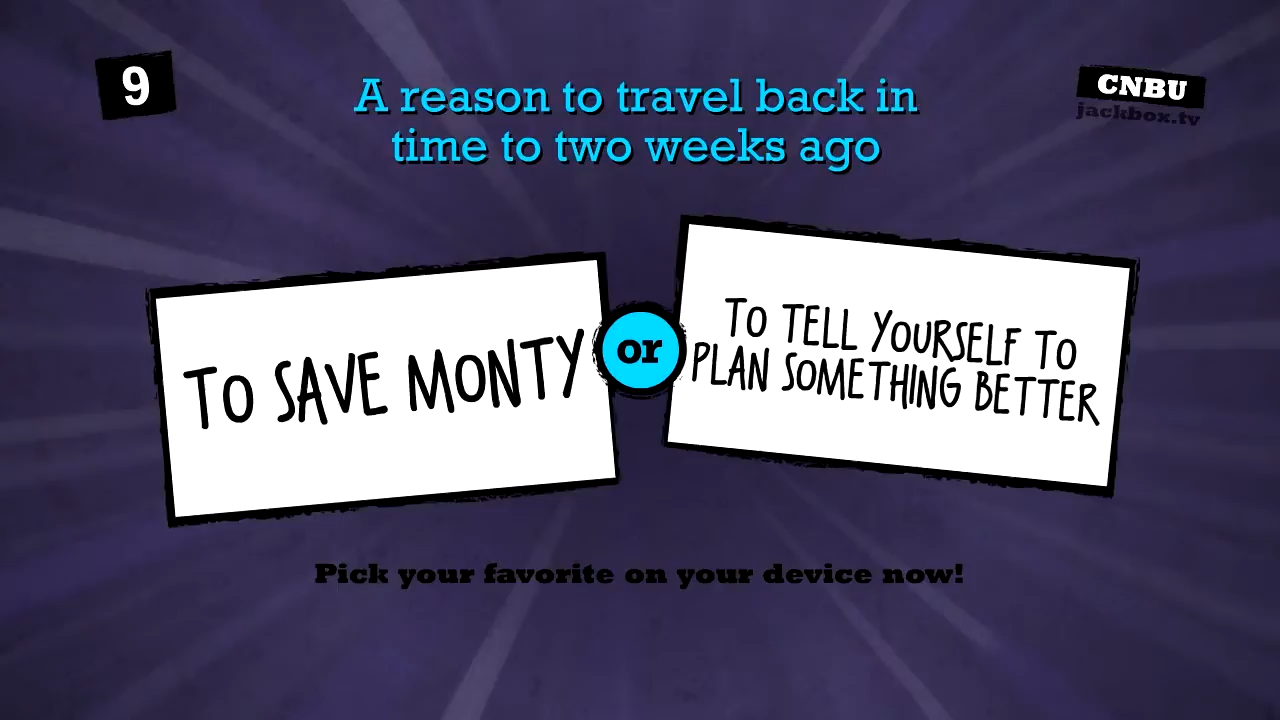 9
CNBU
jackbox.tv
A reason to travel back in
time to two weeks ago
TO SAVE MONTY
or
TO TELL YOURSELF TO
PLAN SOMETHING BETTER
Pick your favorite on your device now!